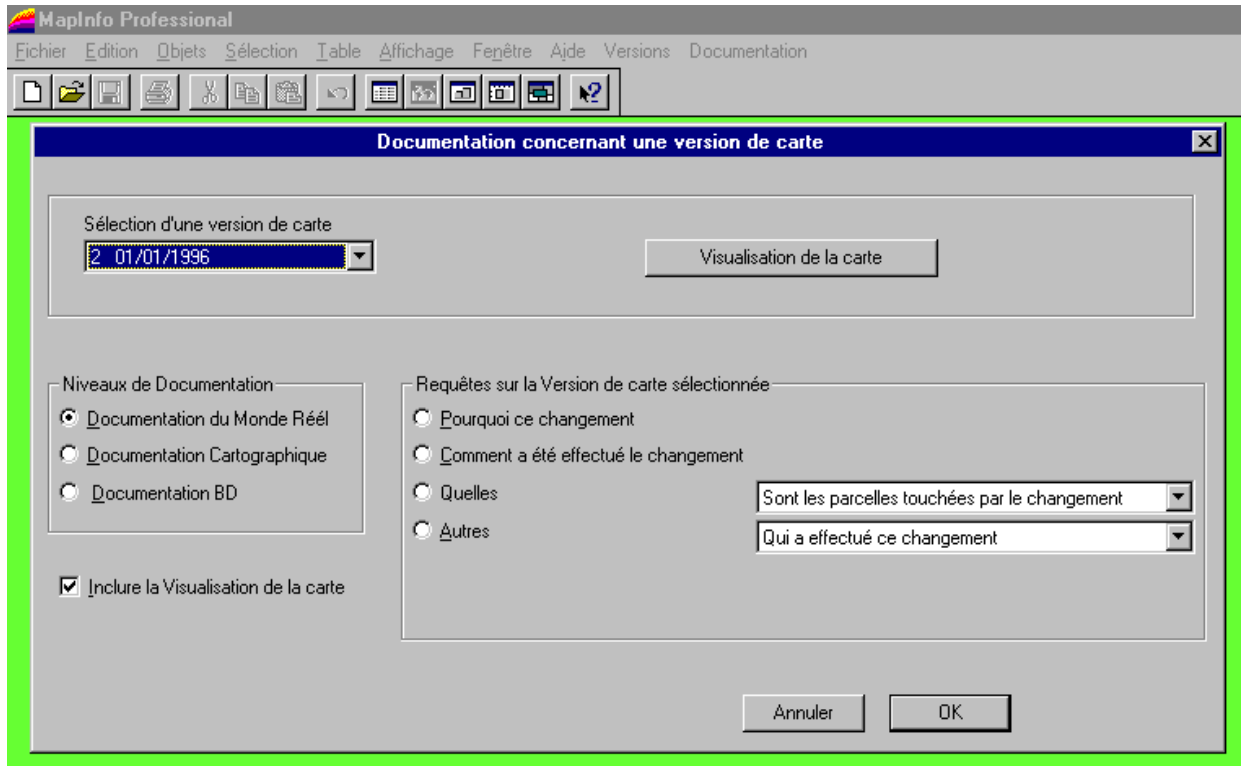 MapInfo Professional
Fichier Edition Objets Sélection Table Affichage Fenêtre Aide Versions Documentation
Documentation concernant une version de carte
Sélection d'une version de carte
2 01/01/1996
Visualisation de la carte
Niveaux de Documentation
Documentation du Monde Réél
Documentation Cartographique
Documentation BD
Inclure la Visualisation de la carte
Requêtes sur la Version de carte sélectionnée
Pourquoi ce changement
Comment a été effectué le changement
Quelles Sont les parcelles touchées par le changement
Autres Qui a effectué ce changement
Annuler OK